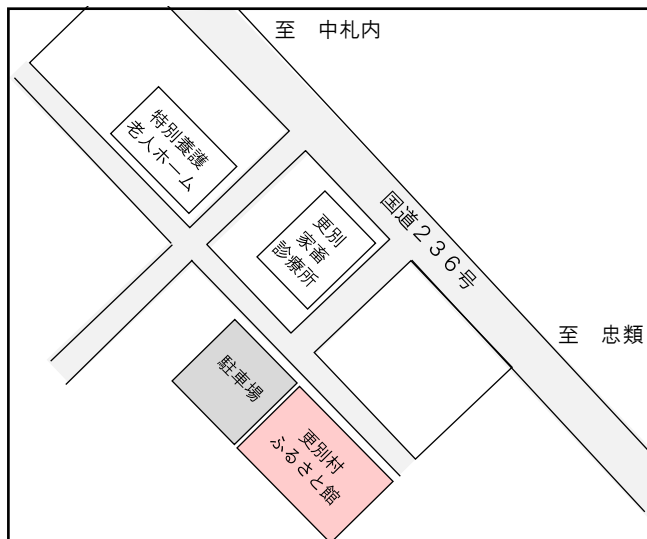 至　中札内
特別養護
老人ホーム
更別
家畜
診療所
国道２３６号
至　忠類
駐車場
更別村
ふるさと館